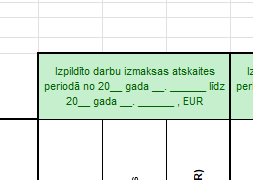 Izpildīto darbu izmaksas atskaites
periodā no 20__ gada __. ______ līdz
20__ gada __. ______ , EUR